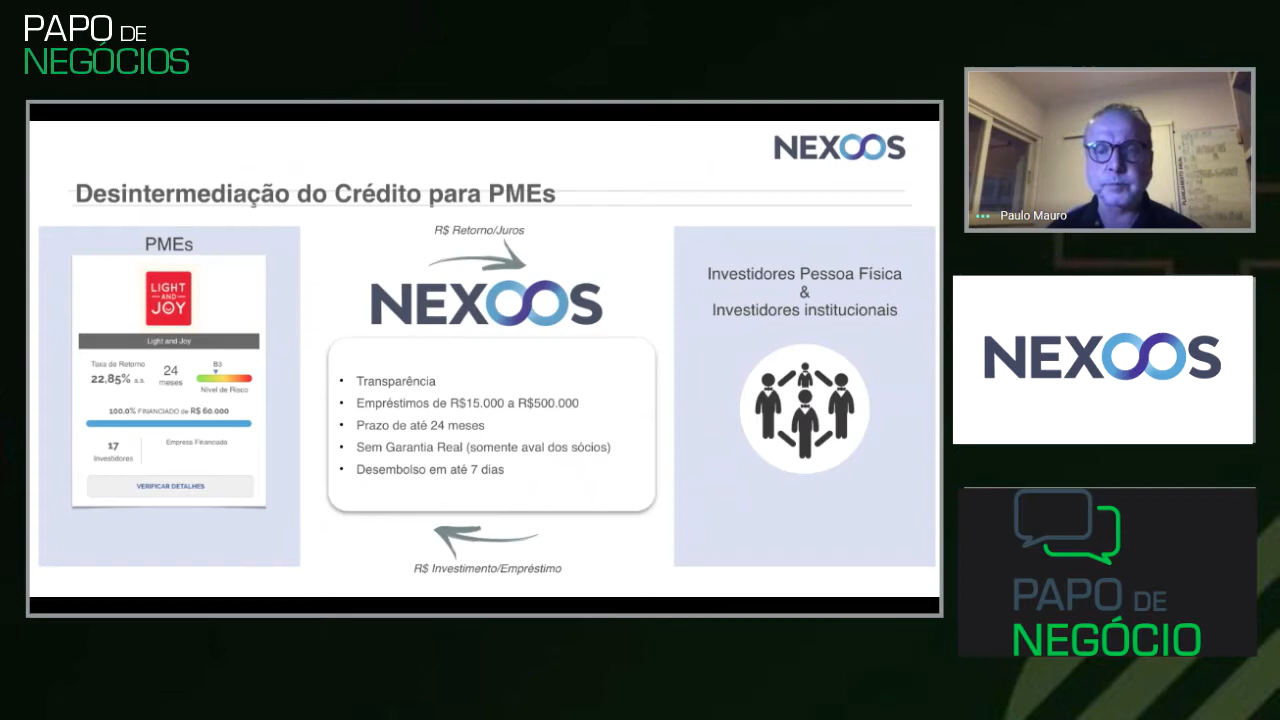 PAPO DE
NEGÓCIOS
NEXOOS
Desintermediação do Crédito para PMEs
PMEs
LIGHT
AND
JOY
Light and Joy
Taxa de Retorno
22,85% a.a.
24
meses
B3
Nível de Risco
100.0% FINANCIADO de R$ 60.000
17
Investidores
Empresa Financiada
VERIFICAR DETALHES
R$ Retorno/Juros
NEXOOS
• Transparência
• Empréstimos de R$15.000 a R$500.000
• Prazo de até 24 meses
• Sem Garantia Real (somente aval dos sócios)
• Desembolso em até 7 dias
R$ Investimento/Empréstimo
Investidores Pessoa Física
&
Investidores institucionais
Paulo Mauro
NEXOOS
PAPO DE
NEGÓCIO